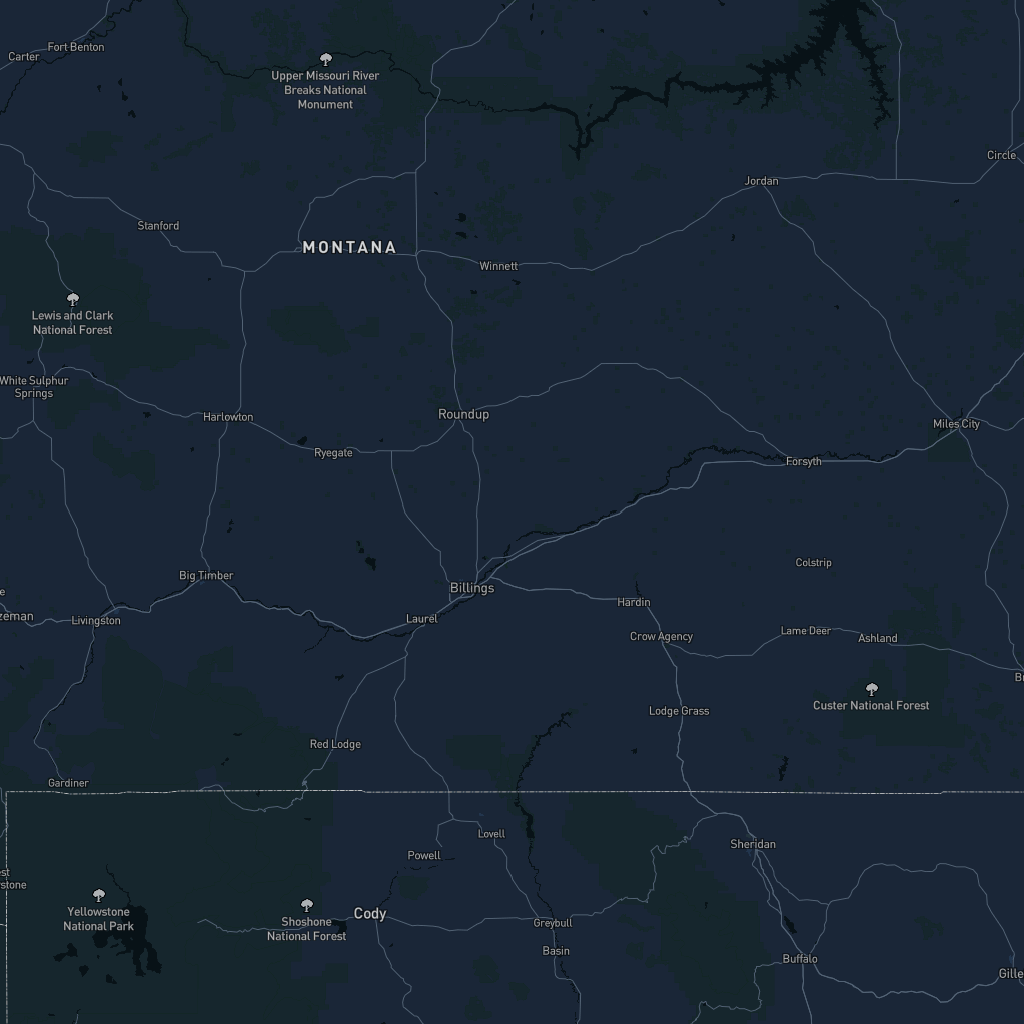 Fort Benton
Carter
Upper Missouri River
Breaks National
Monument
Circle
Jordan
Stanford
MONTANA
Winnett
Lewis and Clark
National Forest
White Sulphur
Springs
Harlowton
Roundup
Miles City
Ryegate
Forsyth
Colstrip
Big Timber
Billings
e
Hardin
zeman
Livingston
Laurel
Lame Deer
Crow Agency
Ashland
Br
Custer National Forest
Lodge Grass
Red Lodge
Gardiner
Lovell
Sheridan
Powell
st
stone
Yellowstone
National Park
Cody
Shoshone
National Forest
Greybull
Basin
Buffalo
Gille